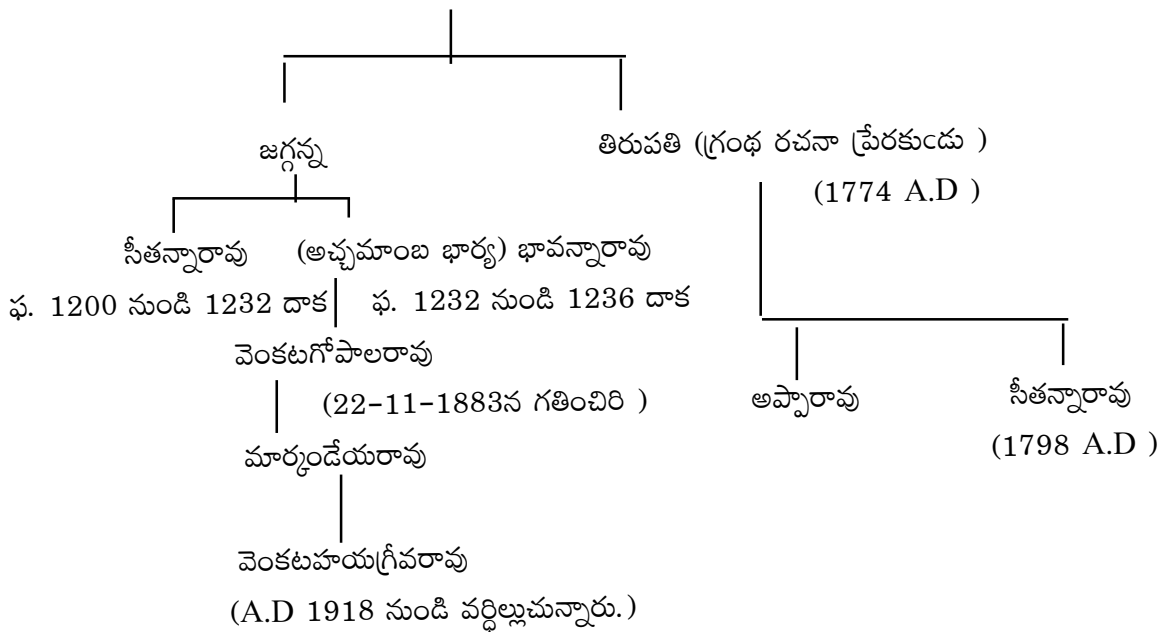 జగ్గన్న
తిరుపతి (గ్రంథ రచనా ప్రేరకుఁడు )
(1774 A.D )
సీతన్నారావు (అచ్చమాంబ భార్య) భావన్నారావు
ఫ. 1200 నుండి 1232 దాక ఫ. 1232 నుండి 1236 దాక
వెంకటగోపాలరావు
(22-11-1883న గతించిరి )
అప్పారావు సీతన్నారావు
(1798 A.D )
మార్కండేయరావు
వెంకటహయగ్రీవరావు
(A.D 1918 నుండి వర్ధిల్లుచున్నారు.)